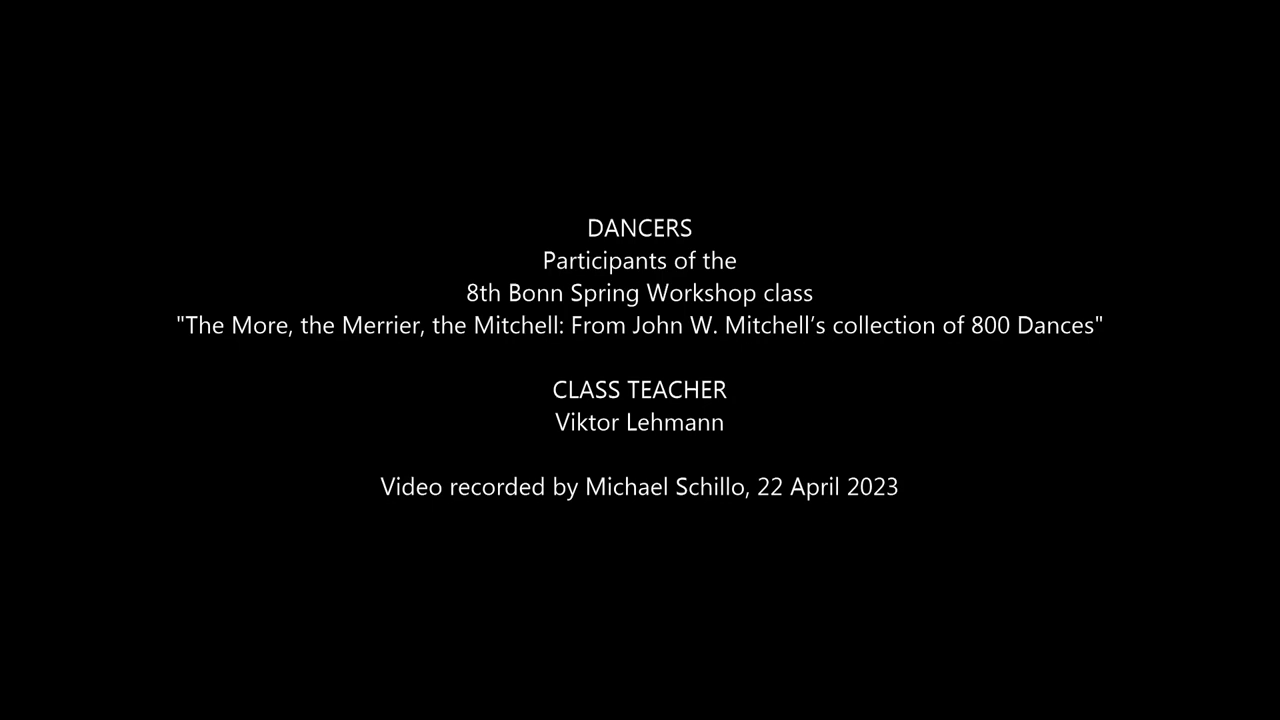 DANCERS
Participants of the
8th Bonn Spring Workshop class
"The More, the Merrier, the Mitchell: From John W. Mitchell’s collection of 800 Dances"
CLASS TEACHER
Viktor Lehmann
Video recorded by Michael Schillo, 22 April 2023